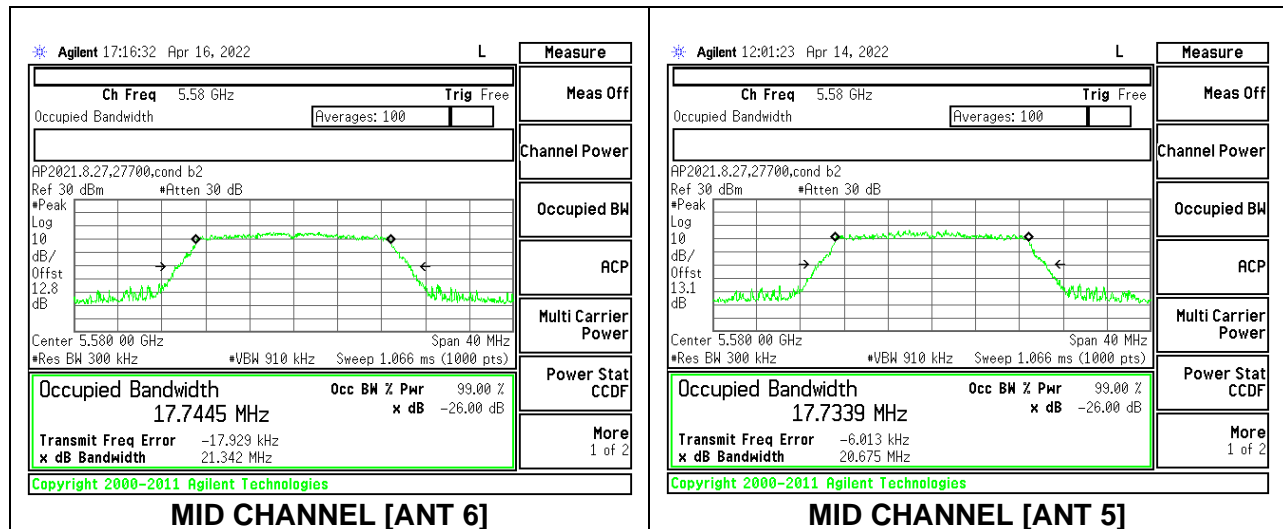 Agilent 17:16:32 Apr 16, 2022 L
Measure
Ch Freq 5.58 GHz Trig Free
Occupied Bandwidth Averages: 100
AP2021.8.27,27700,cond b2
Ref 30 dBm #Atten 30 dB
#Peak
Log
10
dB/
Offst
12.8
dB
Center 5.580 00 GHz Span 40 MHz
#Res BW 300 kHz #VBW 910 kHz Sweep 1.066 ms (1000 pts)
Occupied Bandwidth Occ BW % Pwr 99.00 %
17.7445 MHz x dB -26.00 dB
Transmit Freq Error -17.929 kHz
x dB Bandwidth 21.342 MHz
Copyright 2000-2011 Agilent Technologies
Meas Off
Channel Power
Occupied BW
ACP
Multi Carrier
Power
Power Stat
CCDF
More
1 of 2
MID CHANNEL [ANT 6]
Agilent 12:01:23 Apr 14, 2022 L
Measure
Ch Freq 5.58 GHz Trig Free
Occupied Bandwidth Averages: 100
AP2021.8.27,27700,cond b2
Ref 30 dBm #Atten 30 dB
#Peak
Log
10
dB/
Offst
13.1
dB
Center 5.580 00 GHz Span 40 MHz
#Res BW 300 kHz #VBW 910 kHz Sweep 1.066 ms (1000 pts)
Occupied Bandwidth Occ BW % Pwr 99.00 %
17.7339 MHz x dB -26.00 dB
Transmit Freq Error -6.013 kHz
x dB Bandwidth 20.675 MHz
Copyright 2000-2011 Agilent Technologies
Meas Off
Channel Power
Occupied BW
ACP
Multi Carrier
Power
Power Stat
CCDF
More
1 of 2
MID CHANNEL [ANT 5]